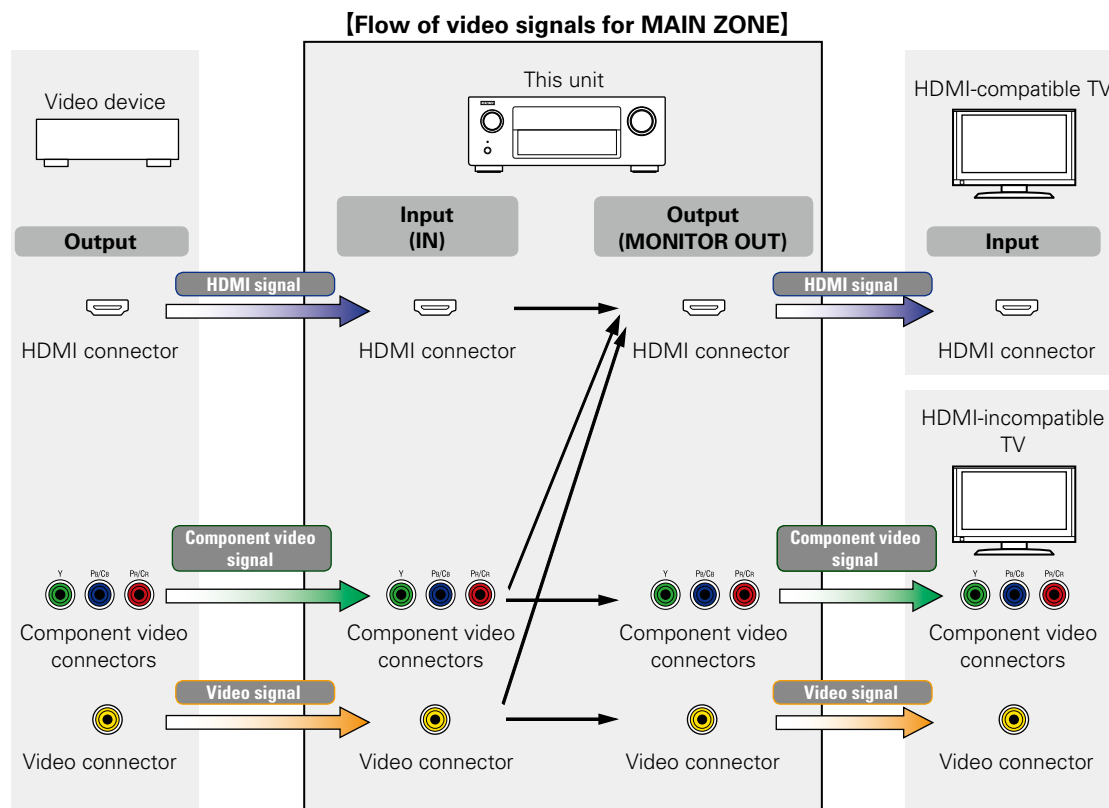 【Flow of video signals for MAIN ZONE】
Video device
This unit
HDMI-compatible TV
Output
Input
(IN)
Output
(MONITOR OUT)
Input
HDMI signal
HDMI signal
HDMI connector
HDMI connector
HDMI connector
HDMI connector
HDMI-incompatible
TV
Component video
signal
Component video
signal
Y PB/CB PR/CR
Y PB/CB PR/CR
Y PB/CB PR/CR
Y PB/CB PR/CR
Component video
connectors
Component video
connectors
Component video
connectors
Component video
connectors
Video signal
Video signal
Video connector
Video connector
Video connector
Video connector